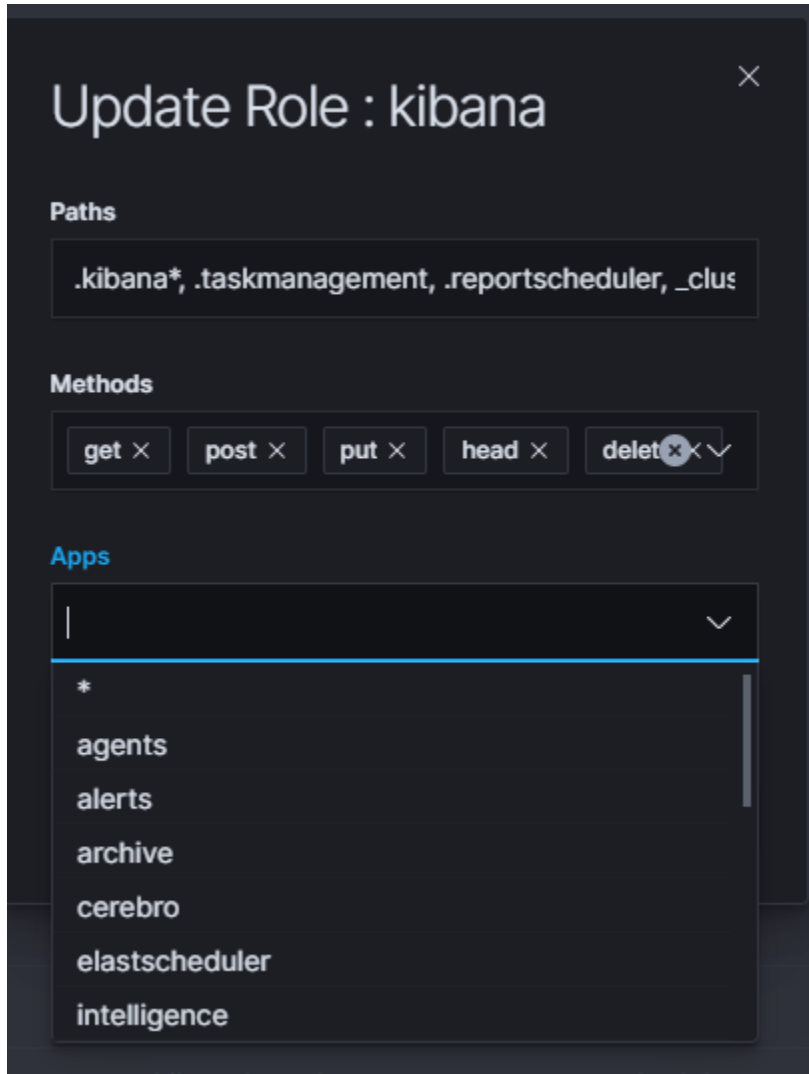 Update Role : kibana
Paths
.kibana*, .taskmanagement, .reportscheduler, _clus
Methods
get post put head delet
Apps
*
agents
alerts
archive
cerebro
elastscheduler
intelligence